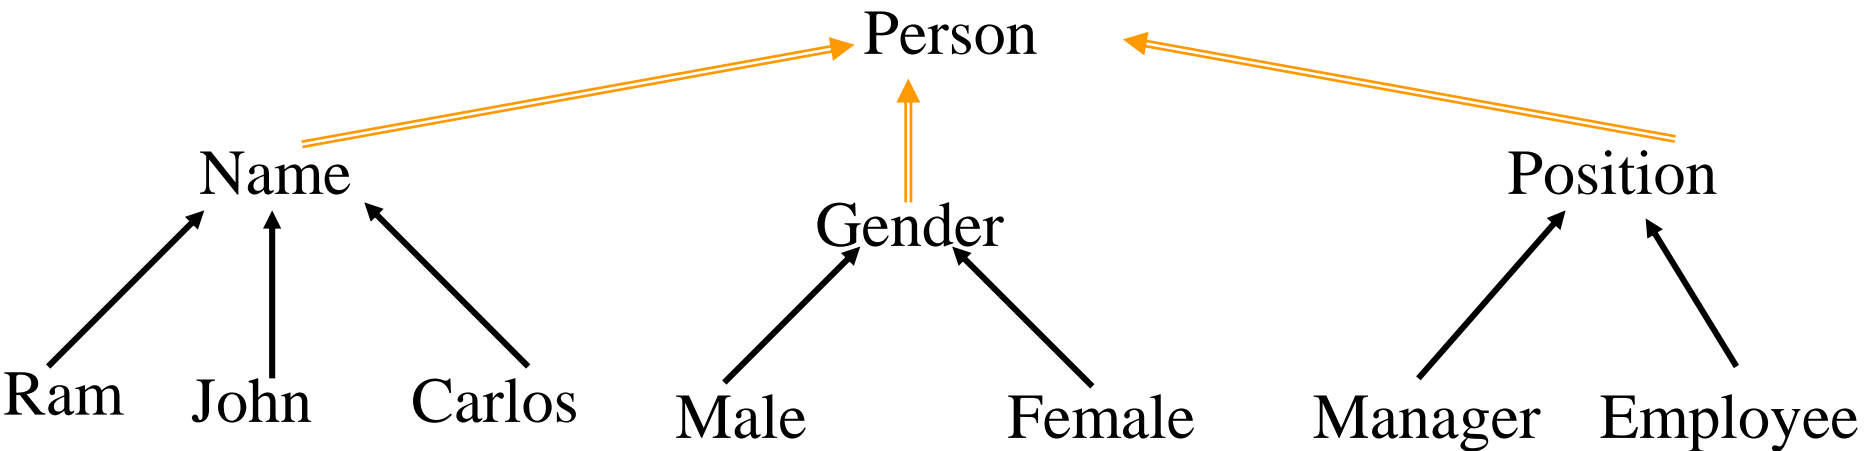 Person
Name
Gender
Position
Ram
John
Carlos
Male
Female
Manager
Employee